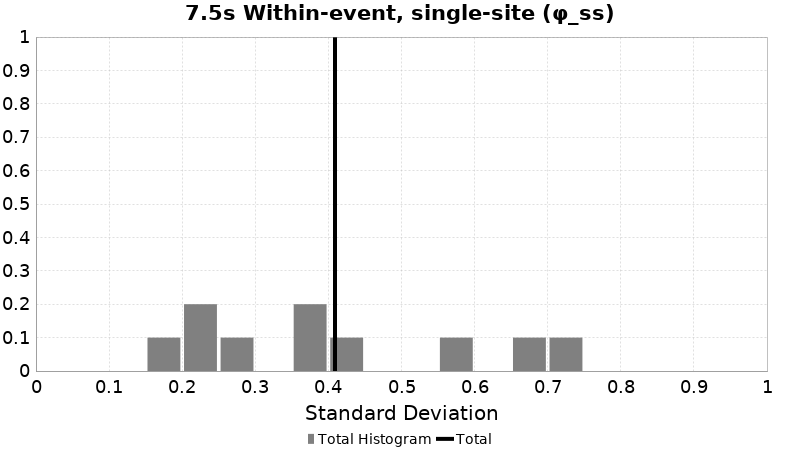 7.5s Within-event, single-site (φ_ss)
1
0.9
0.8
0.7
0.6
0.5
0.4
0.3
0.2
0.1
0
0 0.1 0.2 0.3 0.4 0.5 0.6 0.7 0.8 0.9 1
Standard Deviation
Total Histogram Total